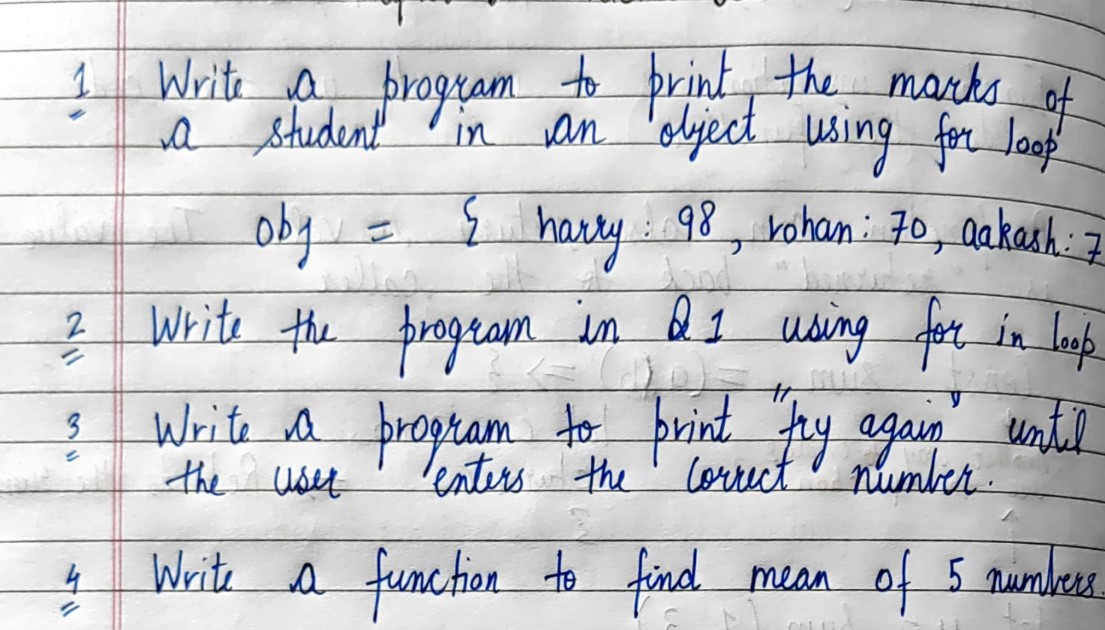 1 Write a program to print the marks of
a student in an object using for loop
obj = { harry : 98, rohan : 70, aakash : 7
2 Write the program in Q1 using for in loop
3 Write a program to print "try again" until
the user enters the correct number.
4 Write a function to find mean of 5 numbers.